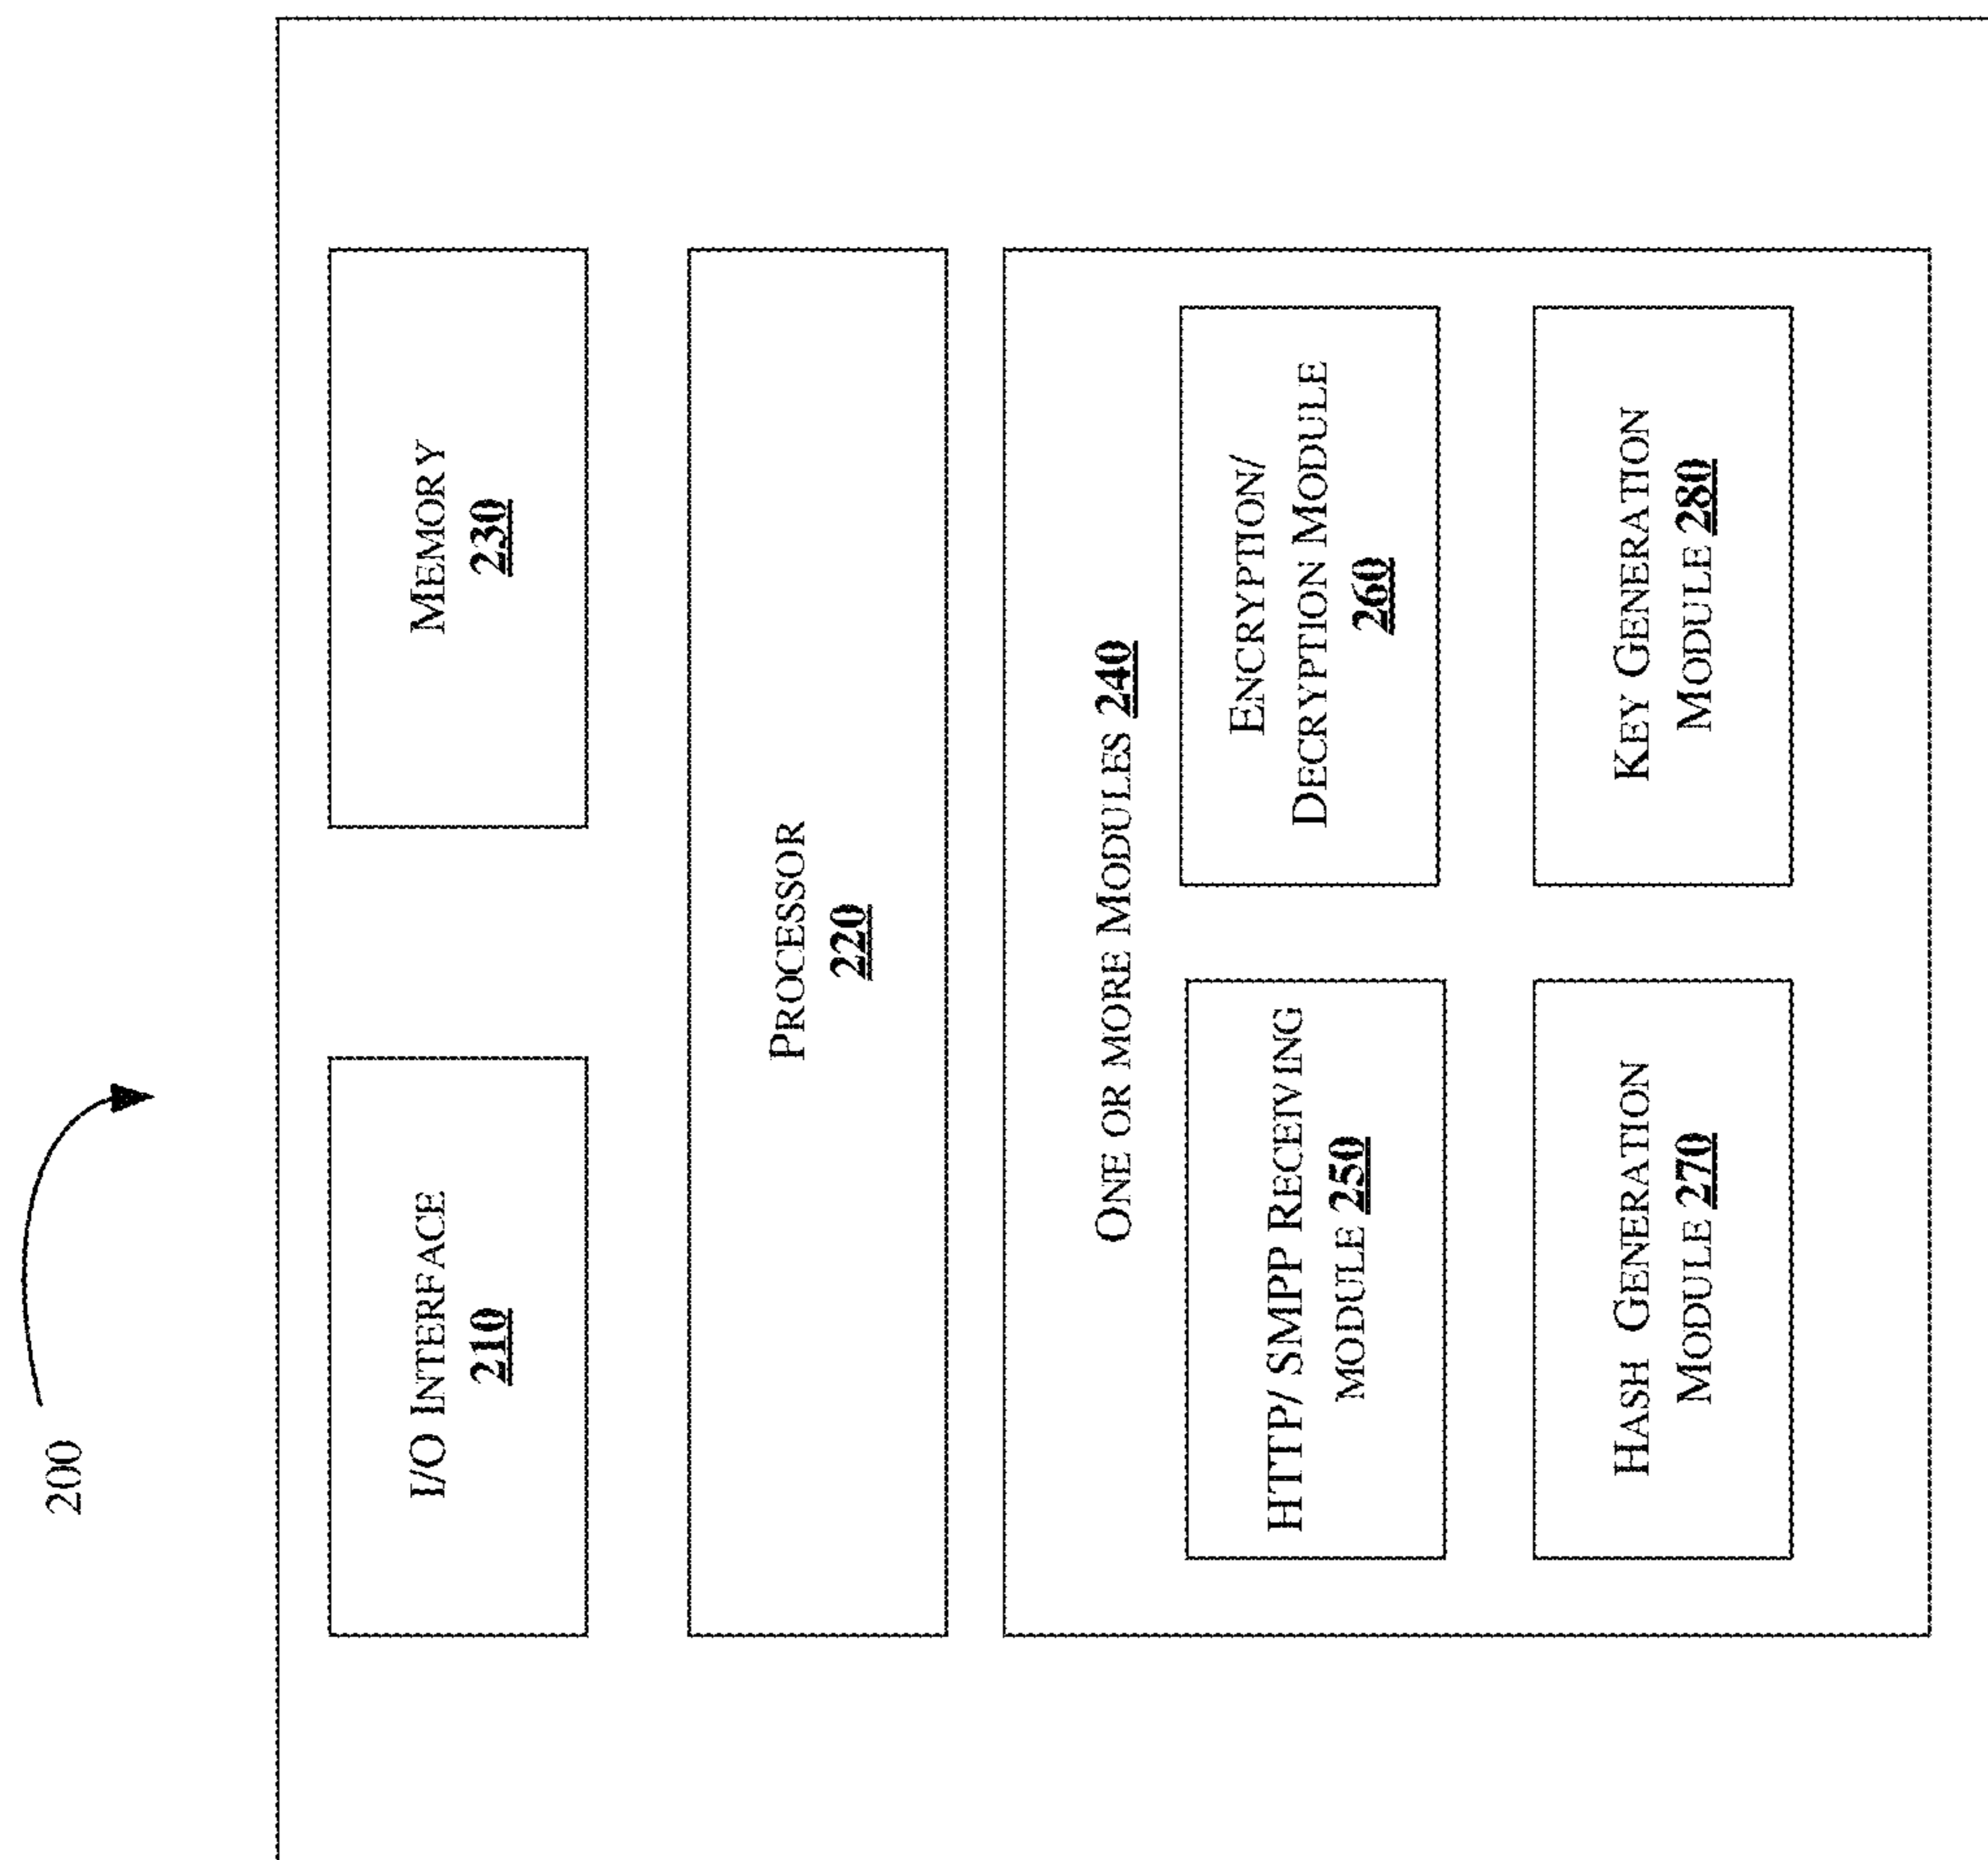 200
I/O INTERFACE
210
MEMORY
230
PROCESSOR
220
ONE OR MORE MODULES 240
HTTP/ SMPP RECEIVING
MODULE 250
ENCRYPTION/
DECRYPTION MODULE
260
HASH GENERATION
MODULE 270
KEY GENERATION
MODULE 280